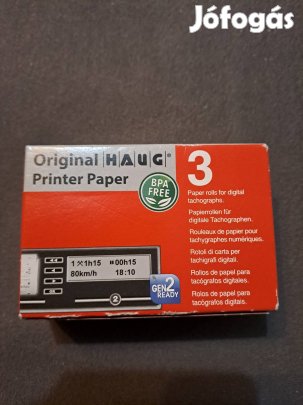 Jófogás
Original HAUG®
Printer Paper
BPA
FREE
3
Paper rolls for digital
tachographs.
Papierrollen für
digitale Tachographen.
Rouleaux de papier pour
tachygraphes numériques.
Rotoli di carta per
tachigrafi digitali.
Rollos de papel para
tacógrafos digitales.
Rolos de papel para
tacógrafos digitais.
1 1h15 00h15
80km/h 18:10
2
GEN2
READY